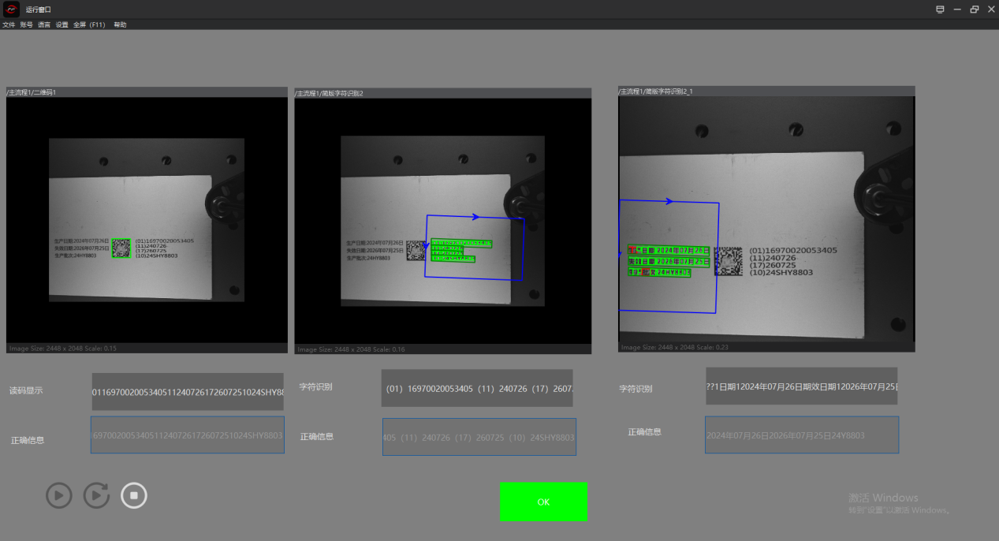 运行窗口
文件 账号 语言 设置 全屏 (F11) 帮助
/主流程1/二维码1
生产日期:2024年07月26日
失效日期:2026年07月25日
生产批次:24HY8803
(01)16970020053405
(11)240726
(17)260725
(10)24SHY8803
Image Size: 2448 x 2048 Scale: 0.15
/主流程1/简版字符识别2
生产日期:2024年07月26日
失效日期:2026年07月25日
生产批次:24HY8803
Image Size: 2448 x 2048 Scale: 0.16
/主流程1/简版字符识别2_1
日期:2024年07月26日
日期:2026年07月25日
:24HY8803
(01)16970020053405
(11)240726
(17)260725
(10)24SHY8803
Image Size: 2448 x 2048 Scale: 0.23
读码显示
011697002005340511240726172607251024SHY88
字符识别
(01) 16970020053405 (11) 240726 (17) 2607
字符识别
??1日期12024年07月26日期效日期12026年07月25日
正确信息
697002005340511240726172607251024SHY8803
正确信息
405 (11) 240726 (17) 260725 (10) 24SHY8803
正确信息
2024年07月26日2026年07月25日24Y8803
OK
激活 Windows
转到"设置"以激活 Windows。